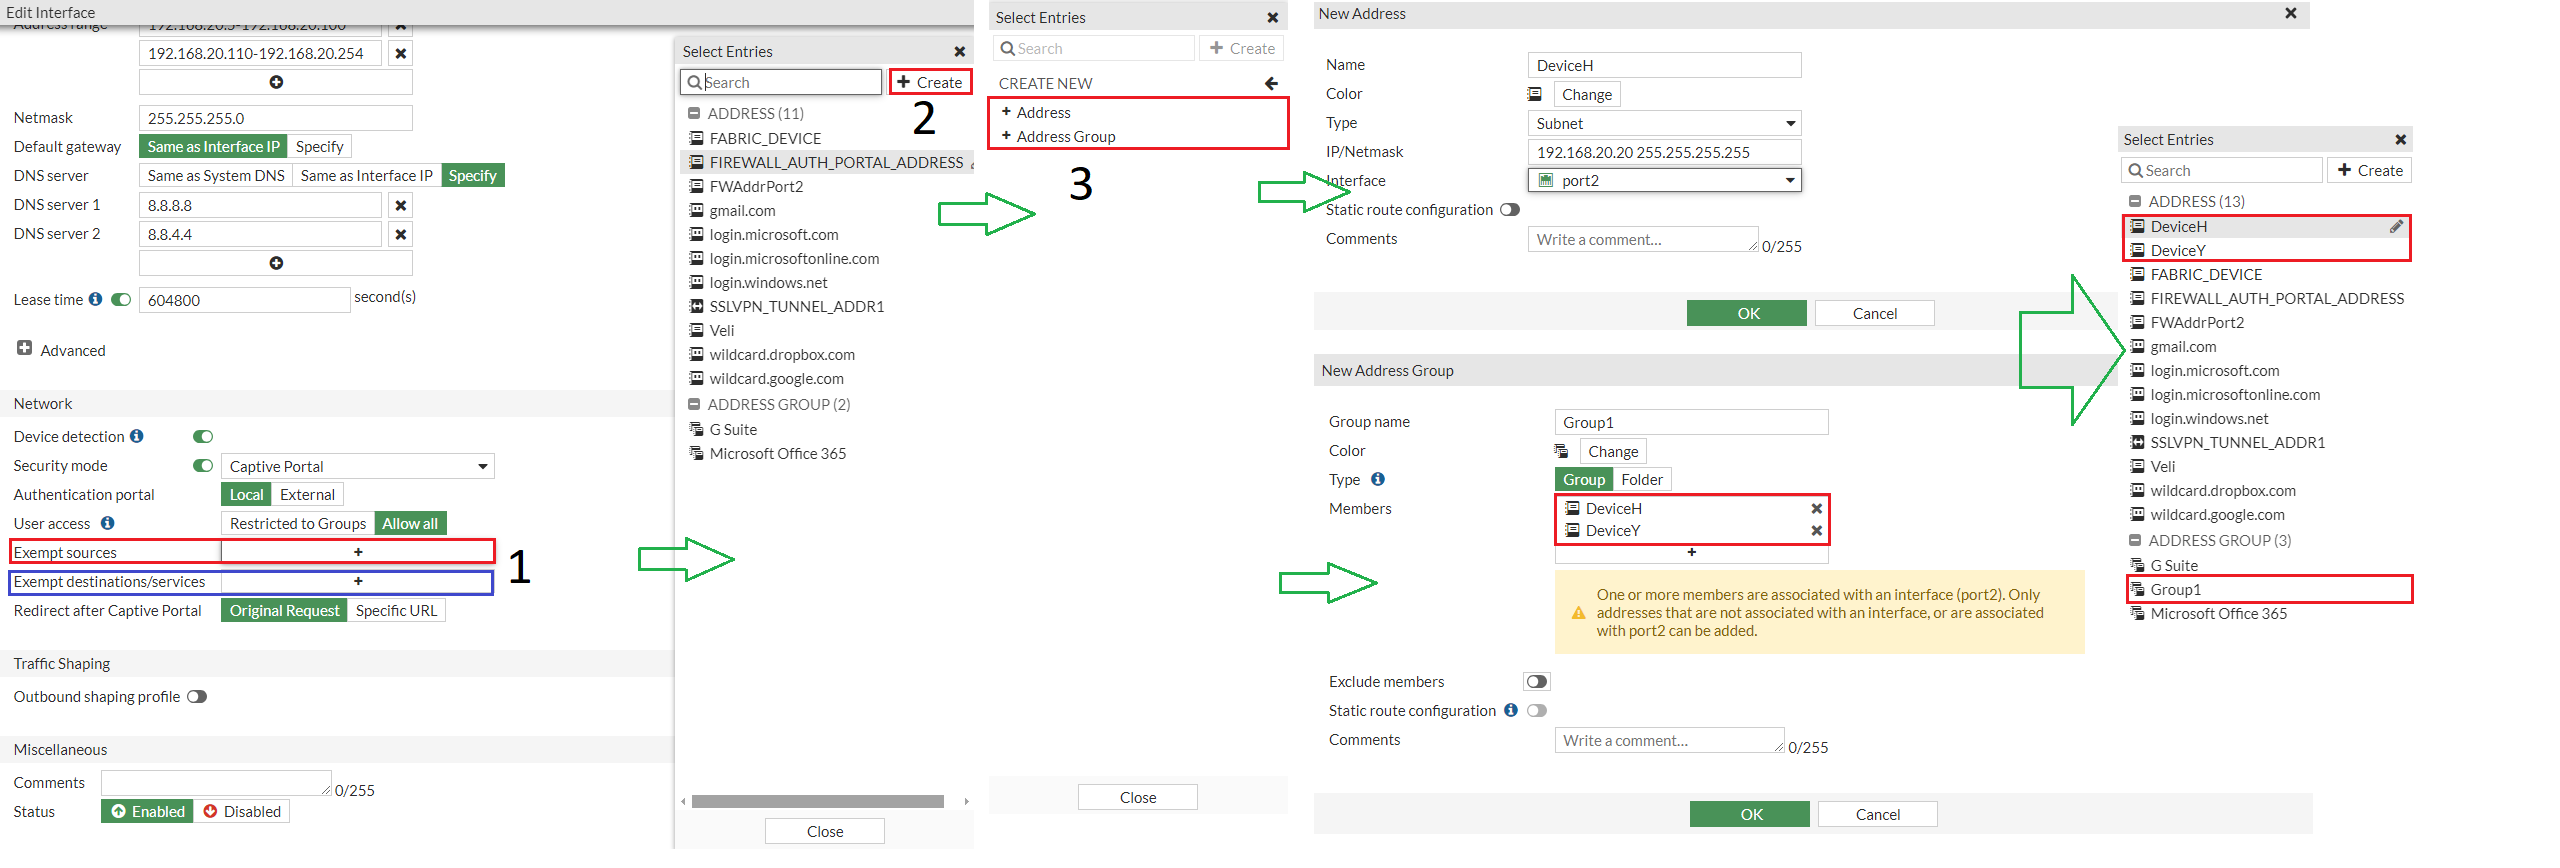 Edit Interface
Address range
192.168.20.5-192.168.20.100
192.168.20.110-192.168.20.254
Netmask 255.255.255.0
Default gateway Same as Interface IP Specify
DNS server Same as System DNS Same as Interface IP Specify
DNS server 1 8.8.8.8
DNS server 2 8.8.4.4
Lease time 604800 second(s)
Advanced
Network
Device detection
Security mode Captive Portal
Authentication portal Local External
User access Restricted to Groups Allow all
Exempt sources +
1
Exempt destinations/services +
Redirect after Captive Portal Original Request Specific URL
Traffic Shaping
Outbound shaping profile
Miscellaneous
Comments 0/255
Status Enabled Disabled
Select Entries
Search + Create
2
ADDRESS (11)
FABRIC_DEVICE
FIREWALL_AUTH_PORTAL_ADDRESS
FWAddrPort2
gmail.com
login.microsoft.com
login.microsoftonline.com
login.windows.net
SSLVPN_TUNNEL_ADDR1
Veli
wildcard.dropbox.com
wildcard.google.com
ADDRESS GROUP (2)
G Suite
Microsoft Office 365
Close
Select Entries
Search + Create
CREATE NEW
+ Address
+ Address Group
3
Close
New Address
Name DeviceH
Color Change
Type Subnet
IP/Netmask 192.168.20.20 255.255.255.255
Interface port2
Static route configuration
Comments Write a comment... 0/255
OK Cancel
New Address Group
Group name Group1
Color Change
Type Group Folder
Members DeviceH
DeviceY
+
One or more members are associated with an interface (port2). Only
addresses that are not associated with an interface, or are associated
with port2 can be added.
Exclude members
Static route configuration
Comments Write a comment... 0/255
OK Cancel
Select Entries
Search + Create
ADDRESS (13)
DeviceH
DeviceY
FABRIC_DEVICE
FIREWALL_AUTH_PORTAL_ADDRESS
FWAddrPort2
gmail.com
login.microsoft.com
login.microsoftonline.com
login.windows.net
SSLVPN_TUNNEL_ADDR1
Veli
wildcard.dropbox.com
wildcard.google.com
ADDRESS GROUP (3)
G Suite
Group1
Microsoft Office 365